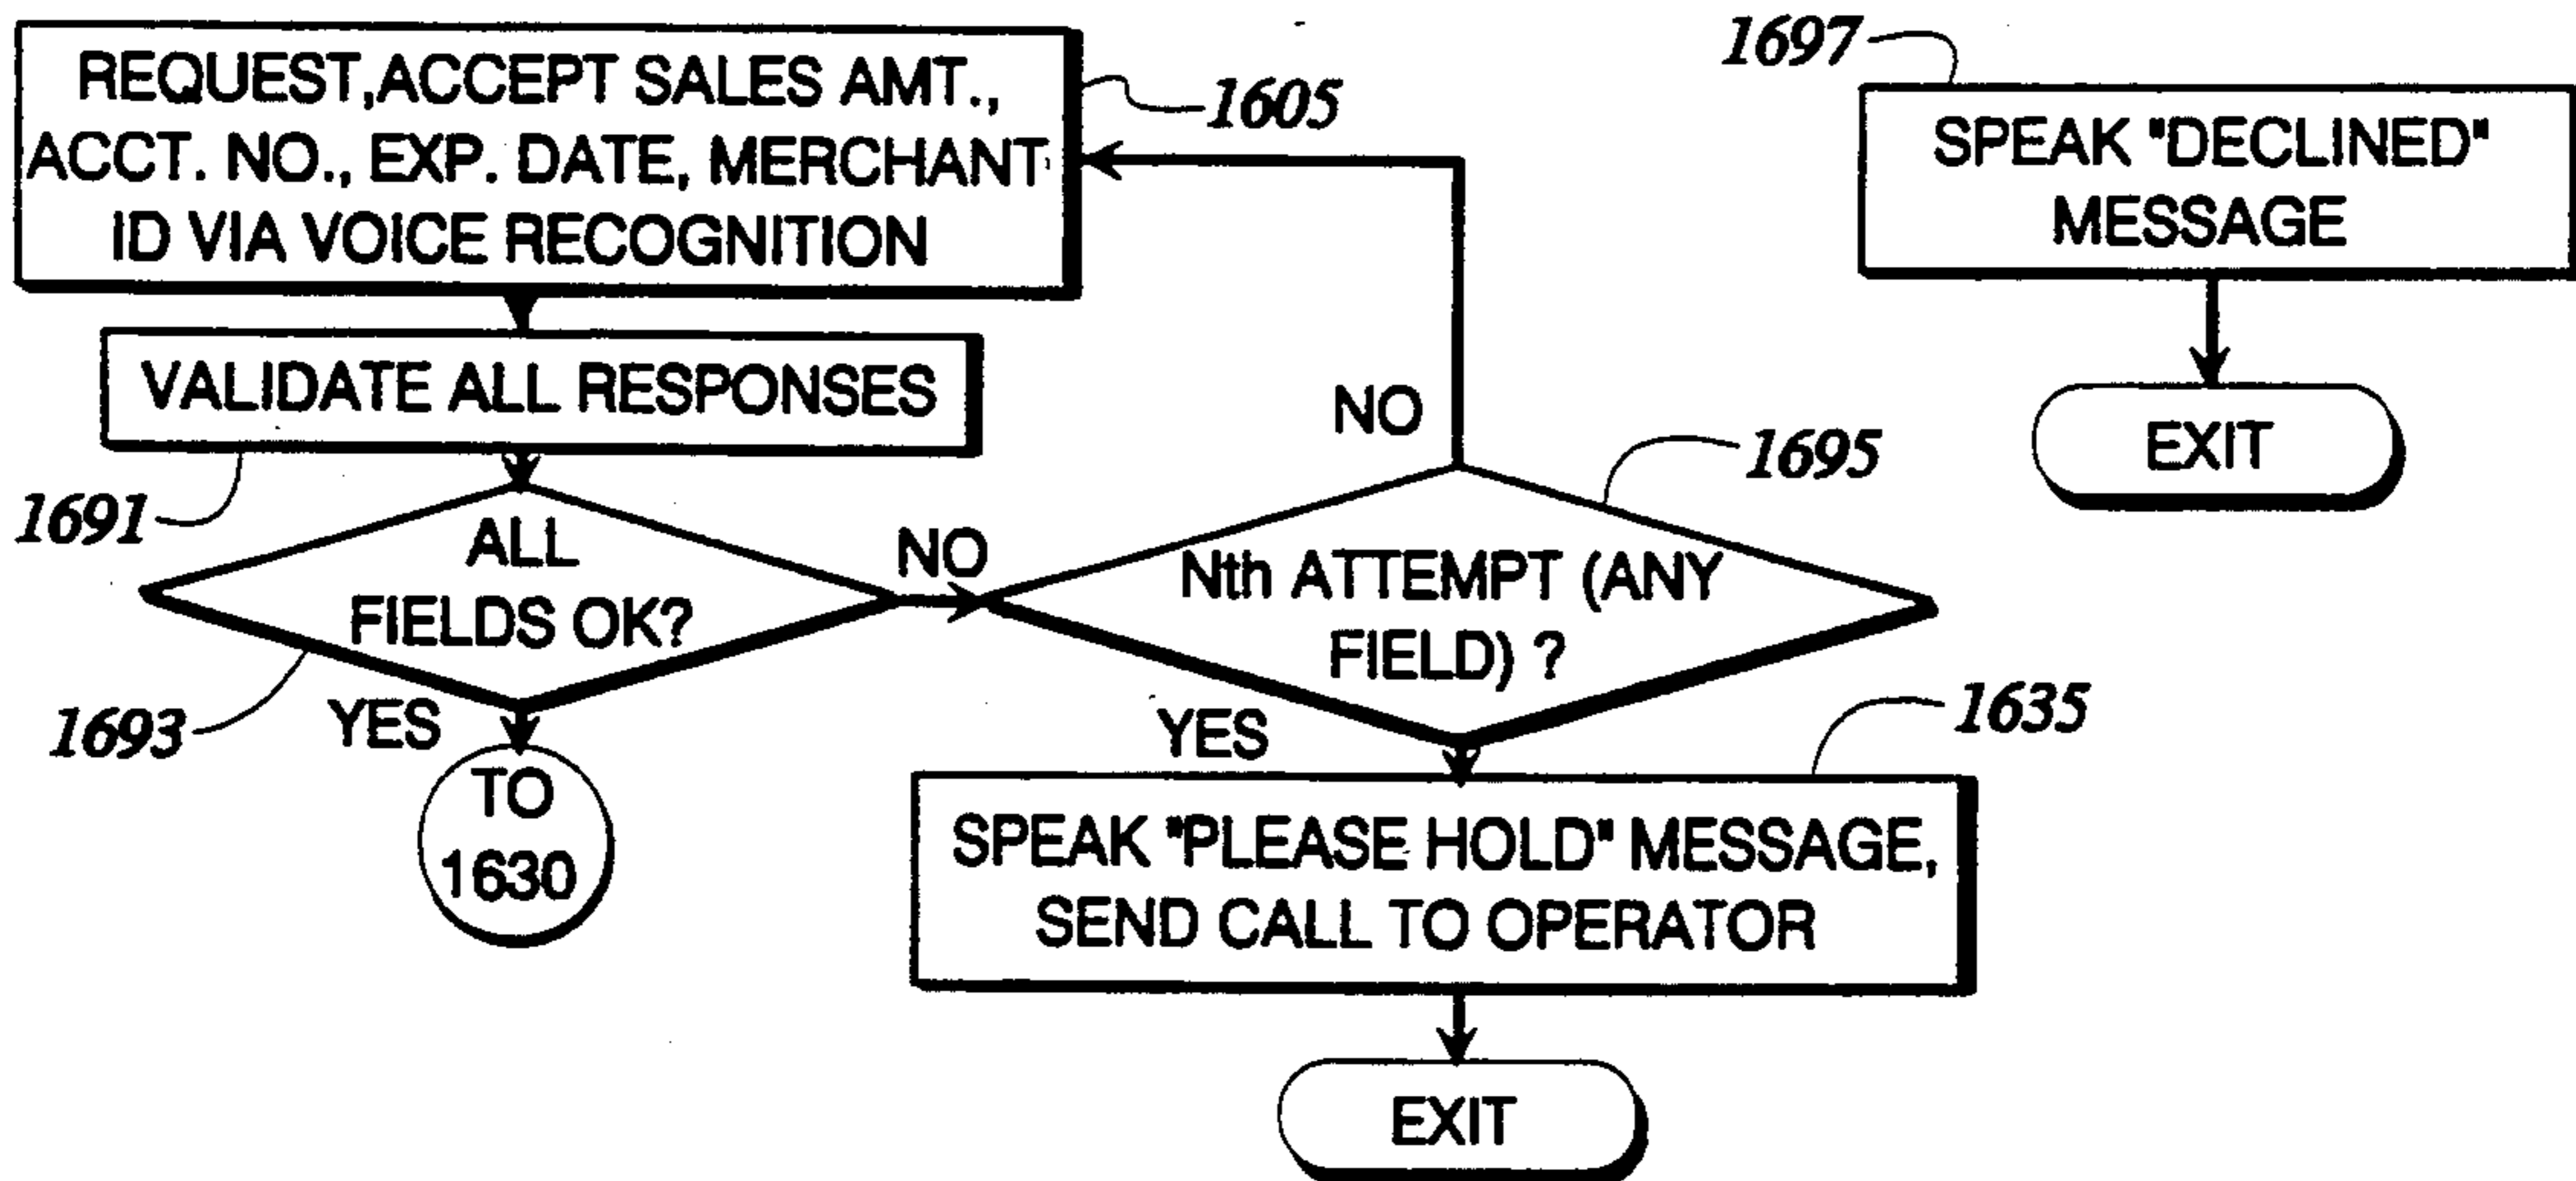 REQUEST,ACCEPT SALES AMT.,
ACCT. NO., EXP. DATE, MERCHANT
ID VIA VOICE RECOGNITION
1605
VALIDATE ALL RESPONSES
1691
ALL
FIELDS OK?
1693
YES
NO
TO
1630
Nth ATTEMPT (ANY
FIELD) ?
1695
NO
YES
1635
SPEAK "PLEASE HOLD" MESSAGE,
SEND CALL TO OPERATOR
EXIT
1697
SPEAK "DECLINED"
MESSAGE
EXIT